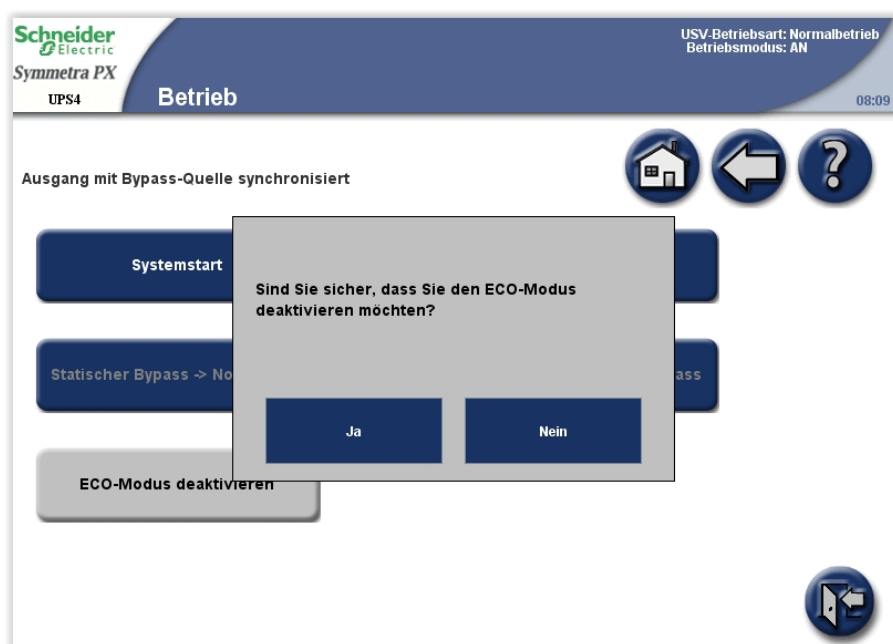 Schneider
Electric
Symmetra PX
UPS4
Betrieb
USV-Betriebsart: Normalbetrieb
Betriebsmodus: AN
08:09
Ausgang mit Bypass-Quelle synchronisiert
Systemstart
Sind Sie sicher, dass Sie den ECO-Modus
deaktivieren möchten?
Statischer Bypass -> No
ass
Ja
Nein
ECO-Modus deaktivieren